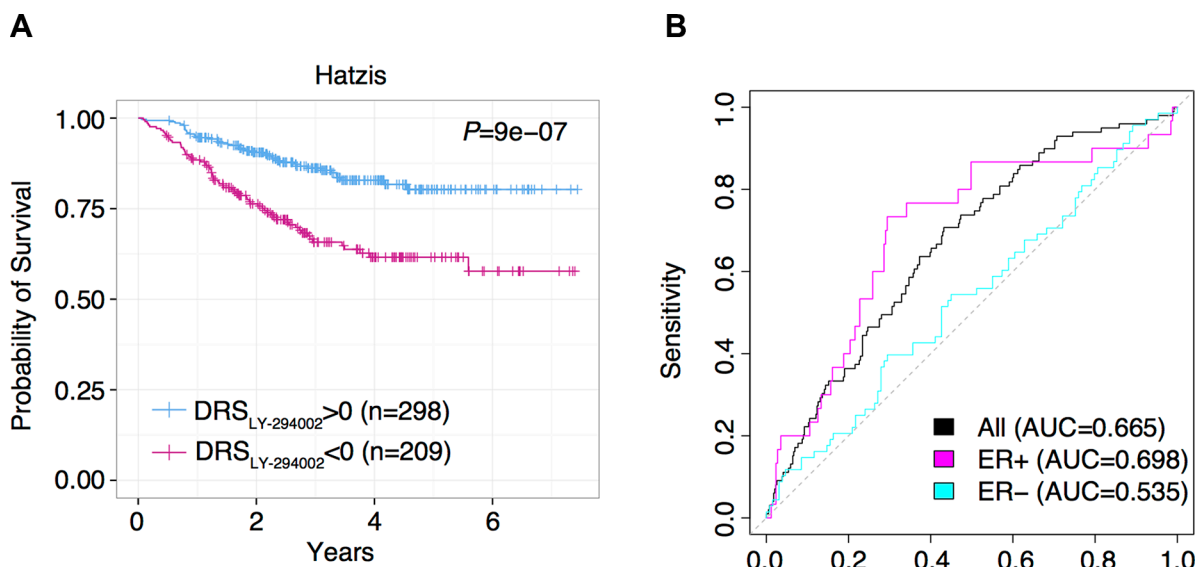 A
B
Hatzis
P=9e−07
Probability of Survival
1.00
0.75
0.50
0.25
0.00
DRSLY-294002>0 (n=298)
DRSLY-294002<0 (n=209)
0 2 4 6
Years
Sensitivity
1.0
0.8
0.6
0.4
0.2
0.0
All (AUC=0.665)
ER+ (AUC=0.698)
ER− (AUC=0.535)
0.0 0.2 0.4 0.6 0.8 1.0